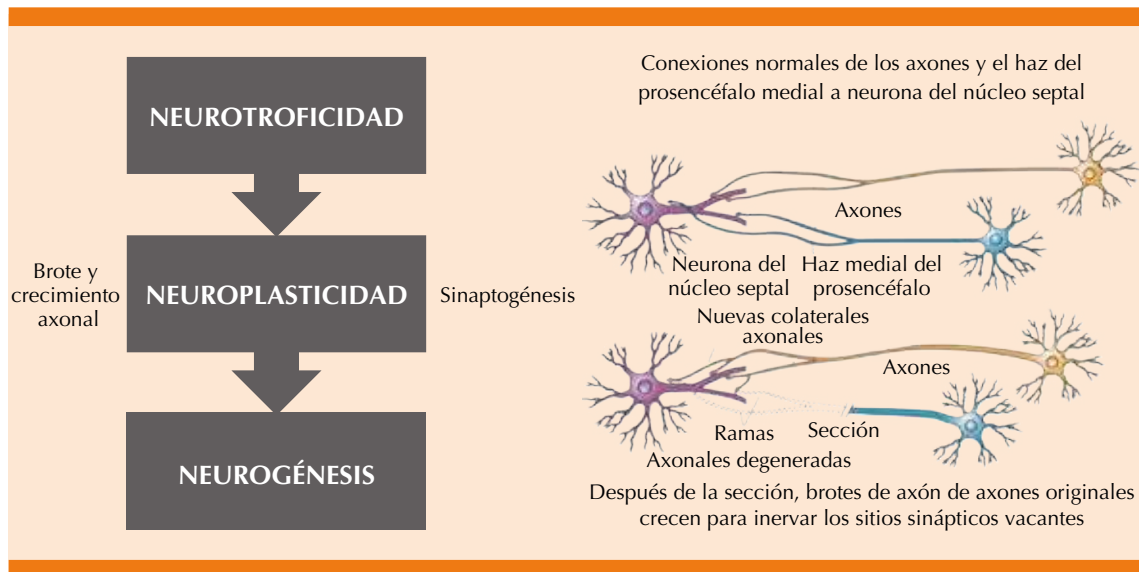 NEUROTROFICIDAD
Brote y
crecimiento
axonal
NEUROPLASTICIDAD
Sinaptogénesis
NEUROGÉNESIS
Conexiones normales de los axones y el haz del
prosencéfalo medial a neurona del núcleo septal
Axones
Neurona del
núcleo septal
Haz medial del
prosencéfalo
Nuevas colaterales
axonales
Axones
Ramas
Axonales degeneradas
Sección
Después de la sección, brotes de axón de axones originales
crecen para inervar los sitios sinápticos vacantes